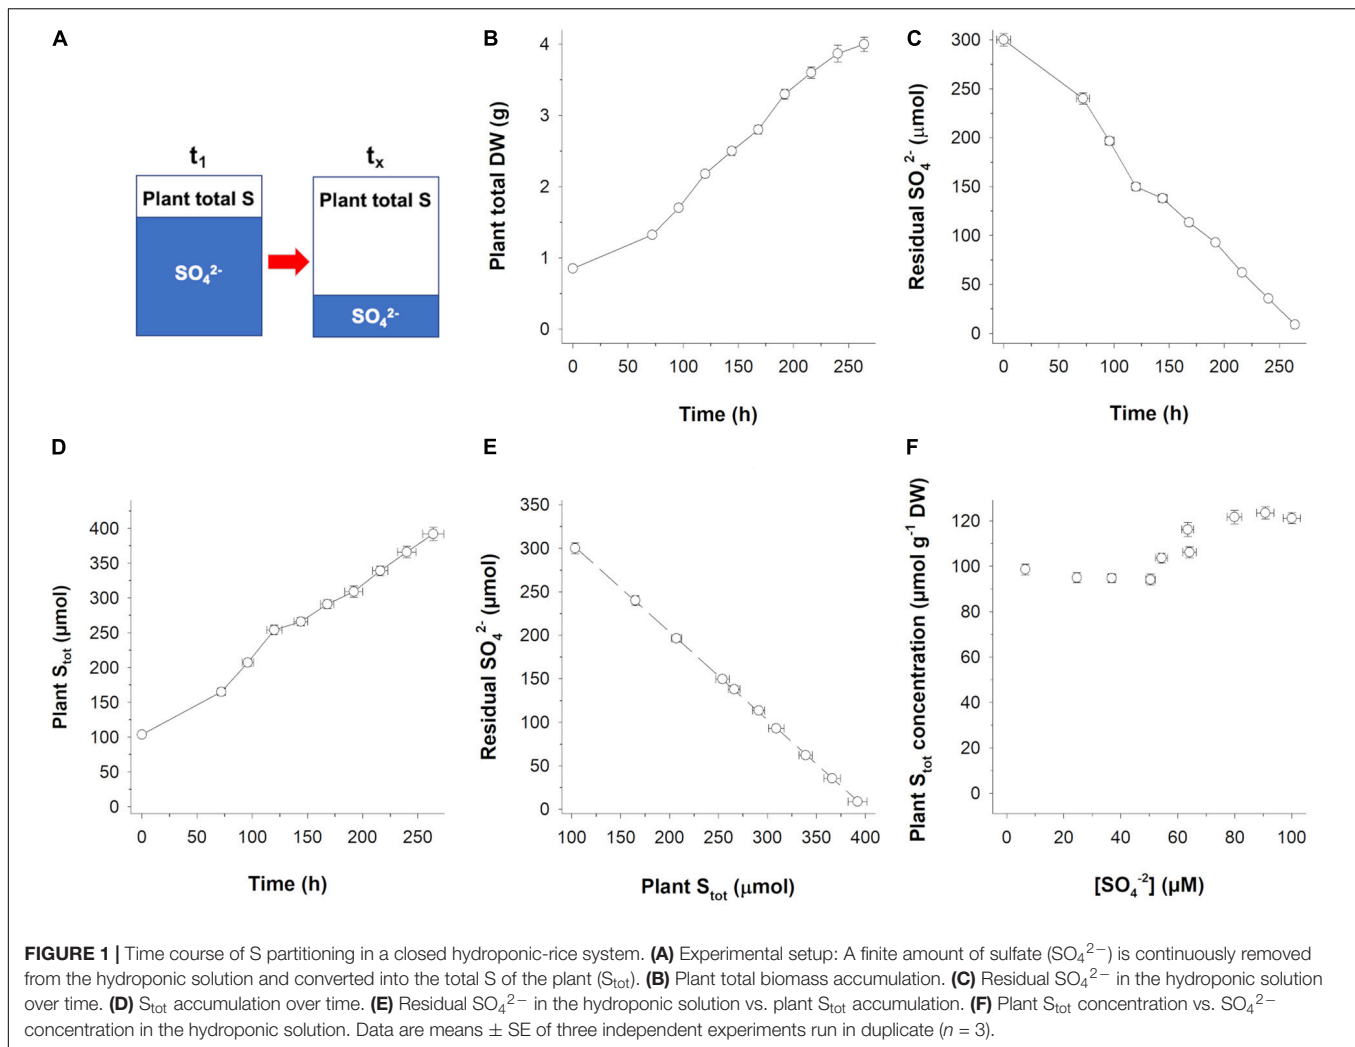 A
t₁
tₓ
Plant total S
Plant total S
SO₄²⁻
SO₄²⁻
B
Plant total DW (g)
4
3
2
1
0
0 50 100 150 200 250
Time (h)
C
Residual SO₄²⁻ (µmol)
300
250
200
150
100
50
0
0 50 100 150 200 250
Time (h)
D
Plant Sₜₒₜ (µmol)
400
350
300
250
200
150
100
50
0
0 50 100 150 200 250
Time (h)
E
Residual SO₄²⁻ (µmol)
350
300
250
200
150
100
50
0
100 150 200 250 300 350 400
Plant Sₜₒₜ (µmol)
F
Plant Sₜₒₜ concentration (µmol g⁻¹ DW)
120
100
80
60
40
20
0
0 20 40 60 80 100
[SO₄⁻²] (µM)
FIGURE 1 | Time course of S partitioning in a closed hydroponic-rice system. (A) Experimental setup: A finite amount of sulfate (SO₄²⁻) is continuously removed
from the hydroponic solution and converted into the total S of the plant (Sₜₒₜ). (B) Plant total biomass accumulation. (C) Residual SO₄²⁻ in the hydroponic solution
over time. (D) Sₜₒₜ accumulation over time. (E) Residual SO₄²⁻ in the hydroponic solution vs. plant Sₜₒₜ accumulation. (F) Plant Sₜₒₜ concentration vs. SO₄²⁻
concentration in the hydroponic solution. Data are means ± SE of three independent experiments run in duplicate (n = 3).